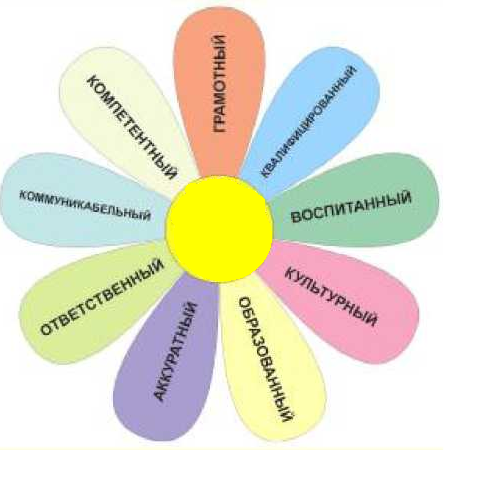 ГРАМОТНЫЙ
КВАЛИФИЦИРОВАННЫЙ
ВОСПИТАННЫЙ
КУЛЬТУРНЫЙ
ОБРАЗОВАННЫЙ
АККУРАТНЫЙ
ОТВЕТСТВЕННЫЙ
КОММУНИКАБЕЛЬНЫЙ
КОМПЕТЕНТНЫЙ